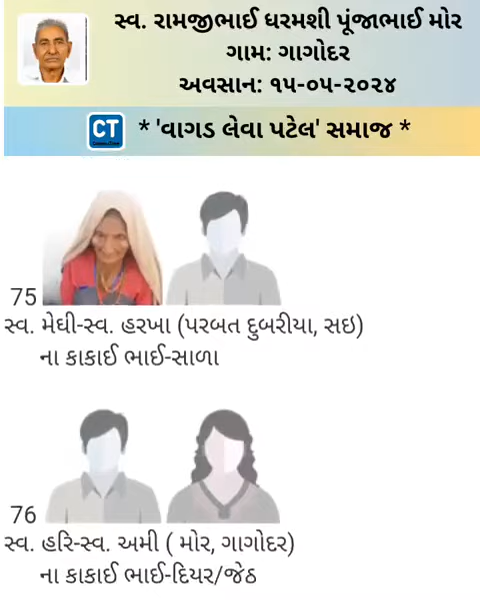 સ્વ. રામજીભાઈ ધરમશી પૂંજાભાઈ મોર
ગામ: ગાગોદર
અવસાન: ૧૫-૦૫-૨૦૨૪
CT * 'વાગડ લેવા પટેલ' સમાજ *
75
સ્વ. મેઘી-સ્વ. હરખા (પરબત દુબરીયા, સઇ)
ના કાકાઈ ભાઈ-સાળા
76
સ્વ. હરિ-સ્વ. અમી ( મોર, ગાગોદર)
ના કાકાઈ ભાઈ-દિયર/જેઠ